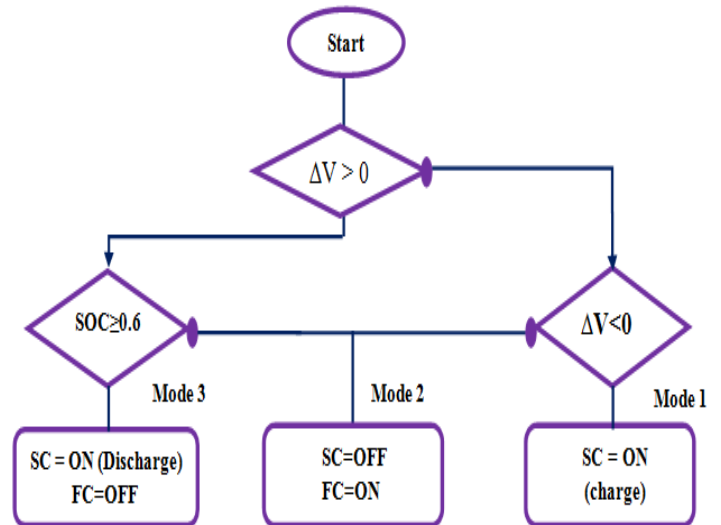 Start
ΔV > 0
SOC≥0.6
ΔV<0
Mode 3
Mode 2
Mode 1
SC = ON (Discharge)
FC=OFF
SC=OFF
FC=ON
SC = ON
(charge)